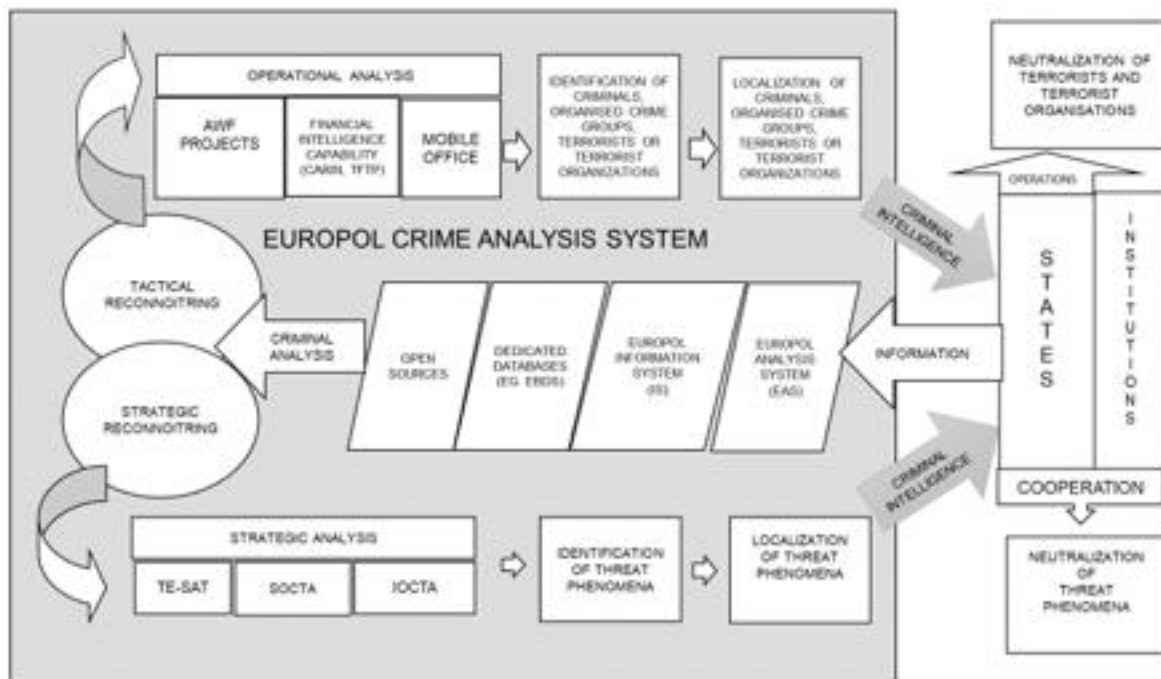 OPERATIONAL ANALYSIS
AWF
PROJECTS
FINANCIAL
INTELLIGENCE
CAPABILITY
(CARIN, TFTP)
MOBILE
OFFICE
IDENTIFICATION OF
CRIMINALS,
ORGANISED CRIME
GROUPS,
TERRORISTS OR
TERRORIST
ORGANIZATIONS
LOCALIZATION OF
CRIMINALS,
ORGANISED CRIME
GROUPS,
TERRORISTS OR
TERRORIST
ORGANIZATIONS
NEUTRALIZATION OF
TERRORISTS AND
TERRORIST
ORGANISATIONS
OPERATIONS
CRIMINAL
INTELLIGENCE
EUROPOL CRIME ANALYSIS SYSTEM
STATES
INSTITUTIONS
TACTICAL
RECONNOITRING
CRIMINAL
ANALYSIS
OPEN
SOURCES
DEDICATED
DATABASES
(EG. EBDS)
EUROPOL
INFORMATION
SYSTEM
(IS)
EUROPOL
ANALYSIS
SYSTEM
(EAS)
INFORMATION
STRATEGIC
RECONNOITRING
CRIMINAL
INTELLIGENCE
COOPERATION
STRATEGIC ANALYSIS
TE-SAT
SOCTA
IOCTA
IDENTIFICATION
OF THREAT
PHENOMENA
LOCALIZATION
OF THREAT
PHENOMENA
NEUTRALIZATION
OF
THREAT
PHENOMENA